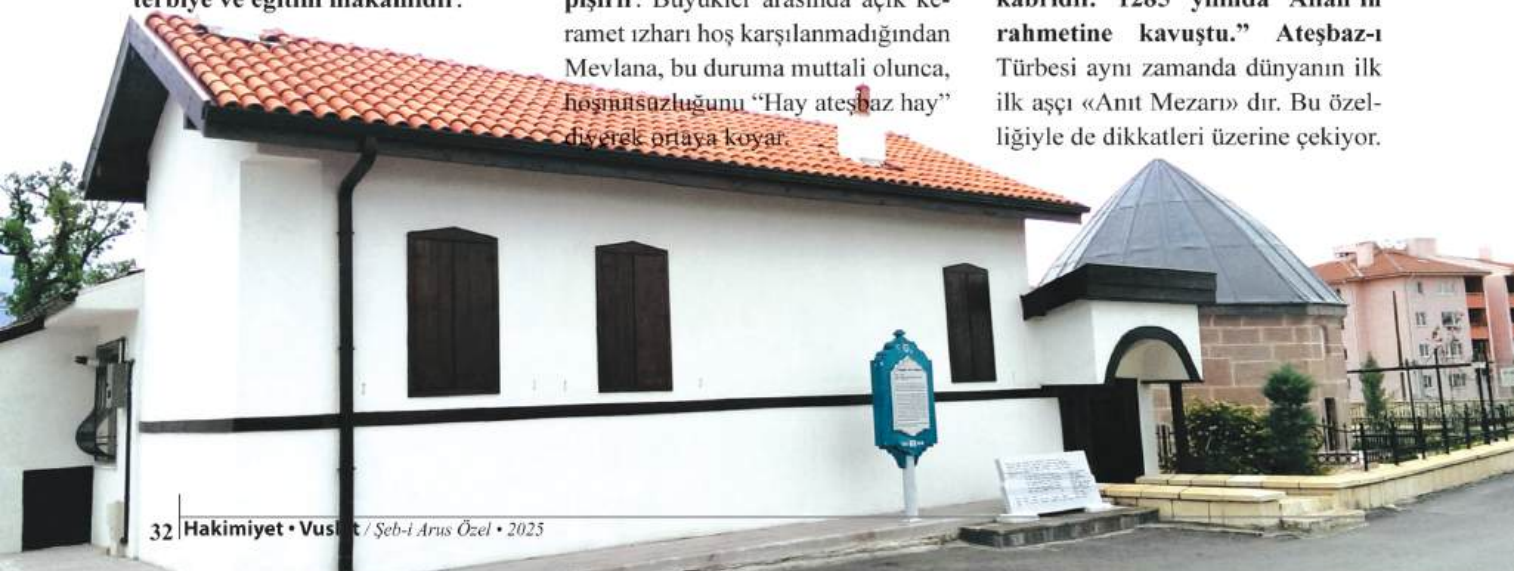 terbiye ve eğitim makamıdır.
pişirir. Büyükler arasında açık ke-
ramet ızharı hoş karşılanmadığından
Mevlana, bu duruma muttali olunca,
hoşnutsuzluğunu “Hay ateşbaz hay”
diyerek ortaya koyar.
kabridir. 1285 yılında Allah'ın
rahmetine kavuştu.” Ateşbaz-ı
Türbesi aynı zamanda dünyanın ilk
ilk aşçı «Anıt Mezarı» dır. Bu özel-
liğiyle de dikkatleri üzerine çekiyor.
32 Hakimiyet • Vuslat / Şeb-i Arus Özel • 2025